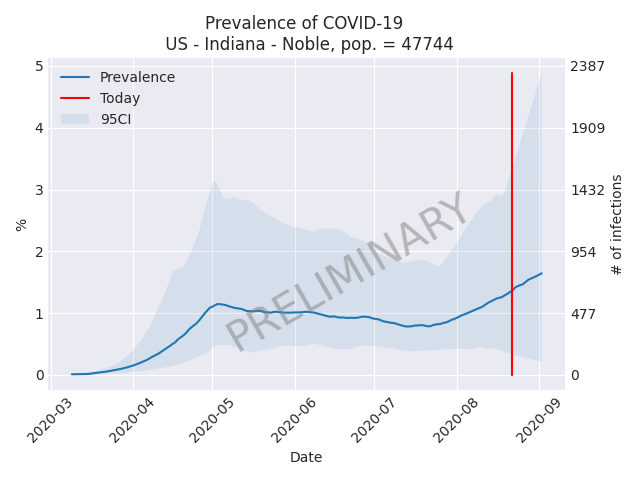 Prevalence of COVID-19
US - Indiana - Noble, pop. = 47744
Prevalence
Today
95CI
PRELIMINARY
%
5
4
3
2
1
0
2387
1909
1432
954
477
0
# of infections
2020-03
2020-04
2020-05
2020-06
2020-07
2020-08
2020-09
Date